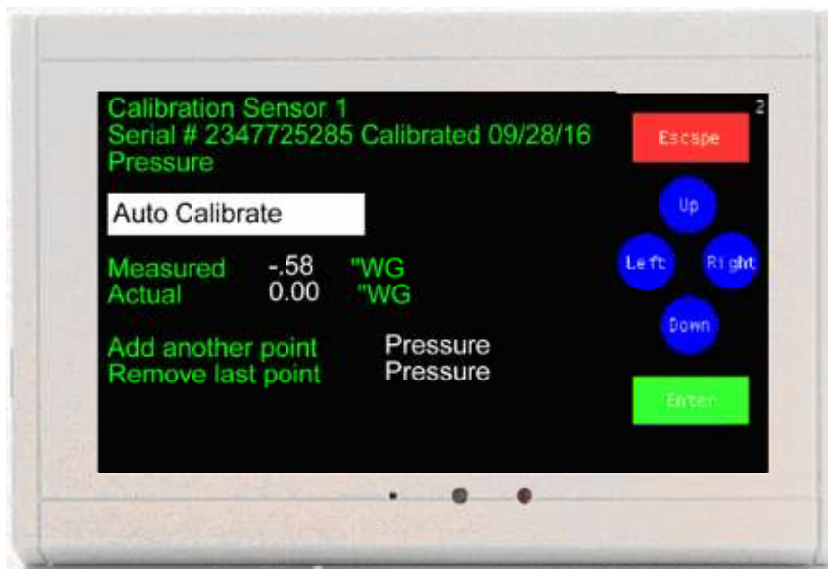 Calibration Sensor 1
Serial # 2347725285 Calibrated 09/28/16
Pressure
Auto Calibrate
Measured -.58 "WG
Actual 0.00 "WG
Add another point Pressure
Remove last point Pressure
2
Escape
Up
Left Right
Down
Enter